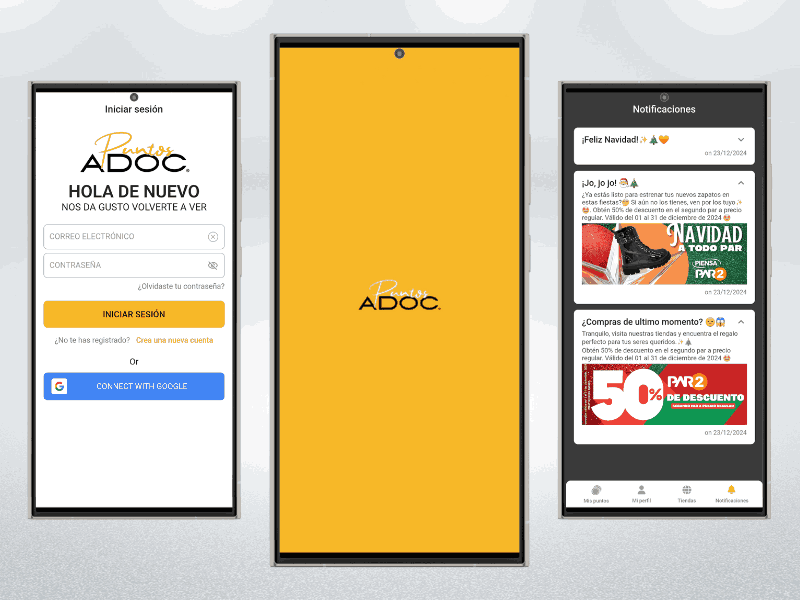 Iniciar sesión
Puntos
ADOC®
HOLA DE NUEVO
NOS DA GUSTO VOLVERTE A VER
CORREO ELECTRÓNICO
CONTRASEÑA
¿Olvidaste tu contraseña?
INICIAR SESIÓN
¿No te has registrado? Crea una nueva cuenta
Or
CONNECT WITH GOOGLE
Puntos
ADOC®
Notificaciones
¡Feliz Navidad!✨🎄🧡
on 23/12/2024
¡Jo, jo jo! 🎅🎄
¿Ya estás listo para estrenar tus nuevos zapatos en
estas fiestas?🤔 Si aún no los tienes, ven por los tuyo✨
🤩. Obtén 50% de descuento en el segundo par a precio
regular. Válido del 01 al 31 de diciembre de 2024 🤩
NAVIDAD
A TODO PAR
PIENSA
PAR2
on 23/12/2024
¿Compras de ultimo momento? 🤔😱
Tranquilo, visita nuestras tiendas y encuentra el regalo
perfecto para tus seres queridos.✨🎄
Obtén 50% de descuento en el segundo par a precio
regular. Válido del 01 al 31 de diciembre de 2024 🤩
50%
PAR2
DE DESCUENTO
on 23/12/2024
Mis puntos
Mi perfil
Tiendas
Notificaciones